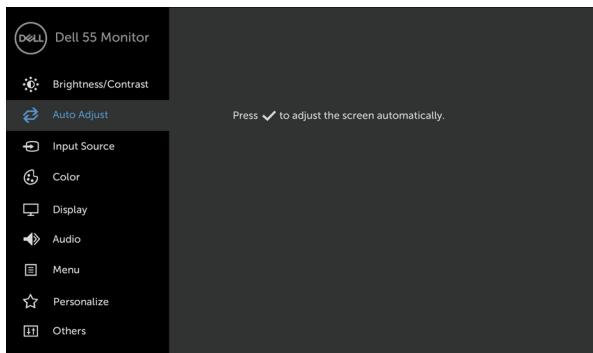 DELL Dell 55 Monitor
Brightness/Contrast
Auto Adjust
Press ✓ to adjust the screen automatically.
Input Source
Color
Display
Audio
Menu
Personalize
Others